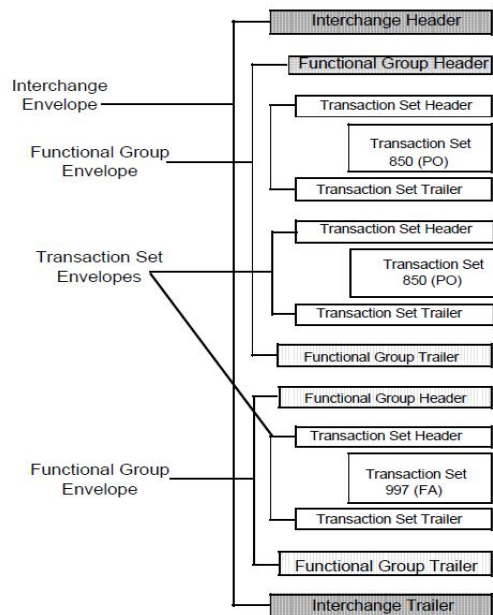 Interchange Header
Functional Group Header
Interchange
Envelope
Transaction Set Header
Transaction Set
850 (PO)
Functional Group
Envelope
Transaction Set Trailer
Transaction Set Header
Transaction Set
850 (PO)
Transaction Set
Envelopes
Transaction Set Trailer
Functional Group Trailer
Functional Group Header
Transaction Set Header
Transaction Set
997 (FA)
Functional Group
Envelope
Transaction Set Trailer
Functional Group Trailer
Interchange Trailer